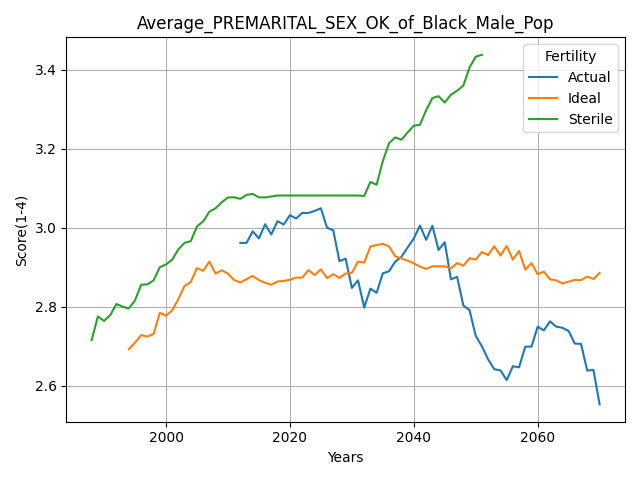 Average_PREMARITAL_SEX_OK_of_Black_Male_Pop
Fertility
Actual
Ideal
Sterile
Score(1-4)
3.4
3.2
3.0
2.8
2.6
2000
2020
2040
2060
Years